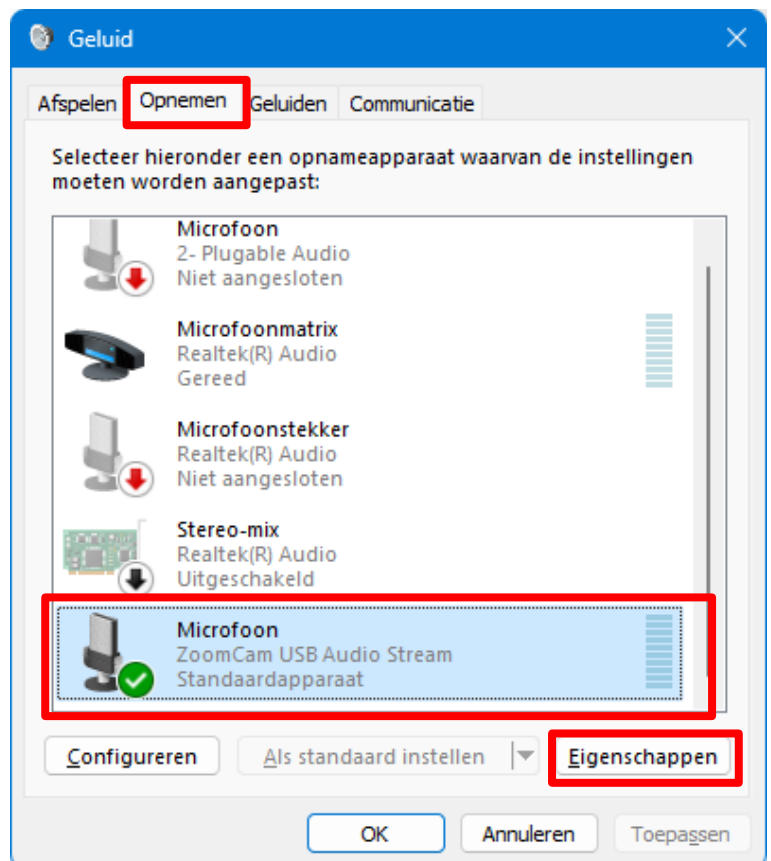 Geluid
Afspelen Opnemen Geluiden Communicatie
Selecteer hieronder een opnameapparaat waarvan de instellingen
moeten worden aangepast:
Microfoon
2- Plugable Audio
Niet aangesloten
Microfoonmatrix
Realtek(R) Audio
Gereed
Microfoonstekker
Realtek(R) Audio
Niet aangesloten
Stereo-mix
Realtek(R) Audio
Uitgeschakeld
Microfoon
ZoomCam USB Audio Stream
Standaardapparaat
Configureren Als standaard instellen Eigenschappen
OK Annuleren Toepassen